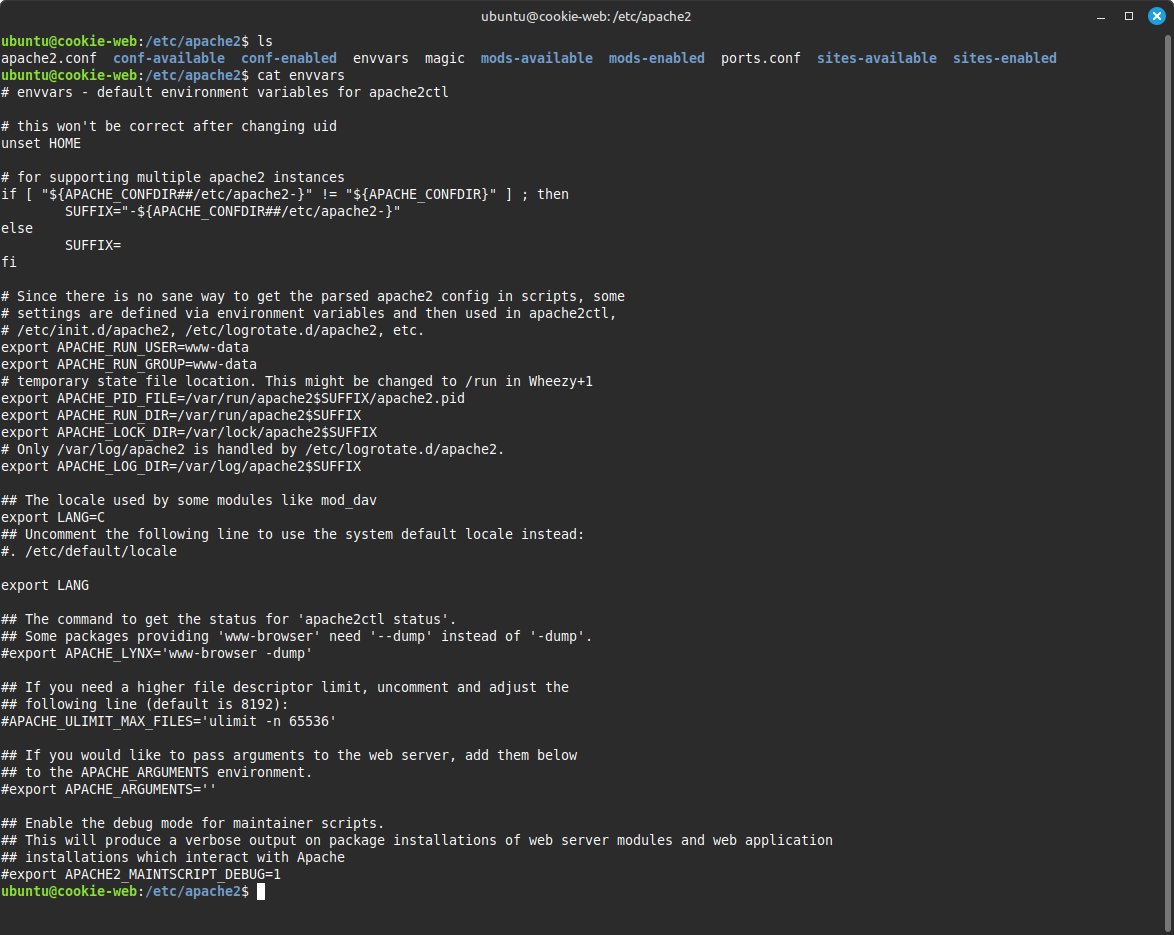 ubuntu@cookie-web: /etc/apache2
ubuntu@cookie-web:/etc/apache2$ ls
apache2.conf  conf-available  conf-enabled  envvars  magic  mods-available  mods-enabled  ports.conf  sites-available  sites-enabled
ubuntu@cookie-web:/etc/apache2$ cat envvars
# envvars - default environment variables for apache2ctl

# this won't be correct after changing uid
unset HOME

# for supporting multiple apache2 instances
if [ "${APACHE_CONFDIR##/etc/apache2-}" != "${APACHE_CONFDIR}" ] ; then
        SUFFIX="-${APACHE_CONFDIR##/etc/apache2-}"
else
        SUFFIX=
fi

# Since there is no sane way to get the parsed apache2 config in scripts, some
# settings are defined via environment variables and then used in apache2ctl,
# /etc/init.d/apache2, /etc/logrotate.d/apache2, etc.
export APACHE_RUN_USER=www-data
export APACHE_RUN_GROUP=www-data
# temporary state file location. This might be changed to /run in Wheezy+1
export APACHE_PID_FILE=/var/run/apache2$SUFFIX/apache2.pid
export APACHE_RUN_DIR=/var/run/apache2$SUFFIX
export APACHE_LOCK_DIR=/var/lock/apache2$SUFFIX
# Only /var/log/apache2 is handled by /etc/logrotate.d/apache2.
export APACHE_LOG_DIR=/var/log/apache2$SUFFIX

## The locale used by some modules like mod_dav
export LANG=C
## Uncomment the following line to use the system default locale instead:
#. /etc/default/locale

export LANG

## The command to get the status for 'apache2ctl status'.
## Some packages providing 'www-browser' need '--dump' instead of '-dump'.
#export APACHE_LYNX='www-browser -dump'

## If you need a higher file descriptor limit, uncomment and adjust the
## following line (default is 8192):
#APACHE_ULIMIT_MAX_FILES='ulimit -n 65536'

## If you would like to pass arguments to the web server, add them below
## to the APACHE_ARGUMENTS environment.
#export APACHE_ARGUMENTS=''

## Enable the debug mode for maintainer scripts.
## This will produce a verbose output on package installations of web server modules and web application
## installations which interact with Apache
#export APACHE2_MAINTSCRIPT_DEBUG=1
ubuntu@cookie-web:/etc/apache2$